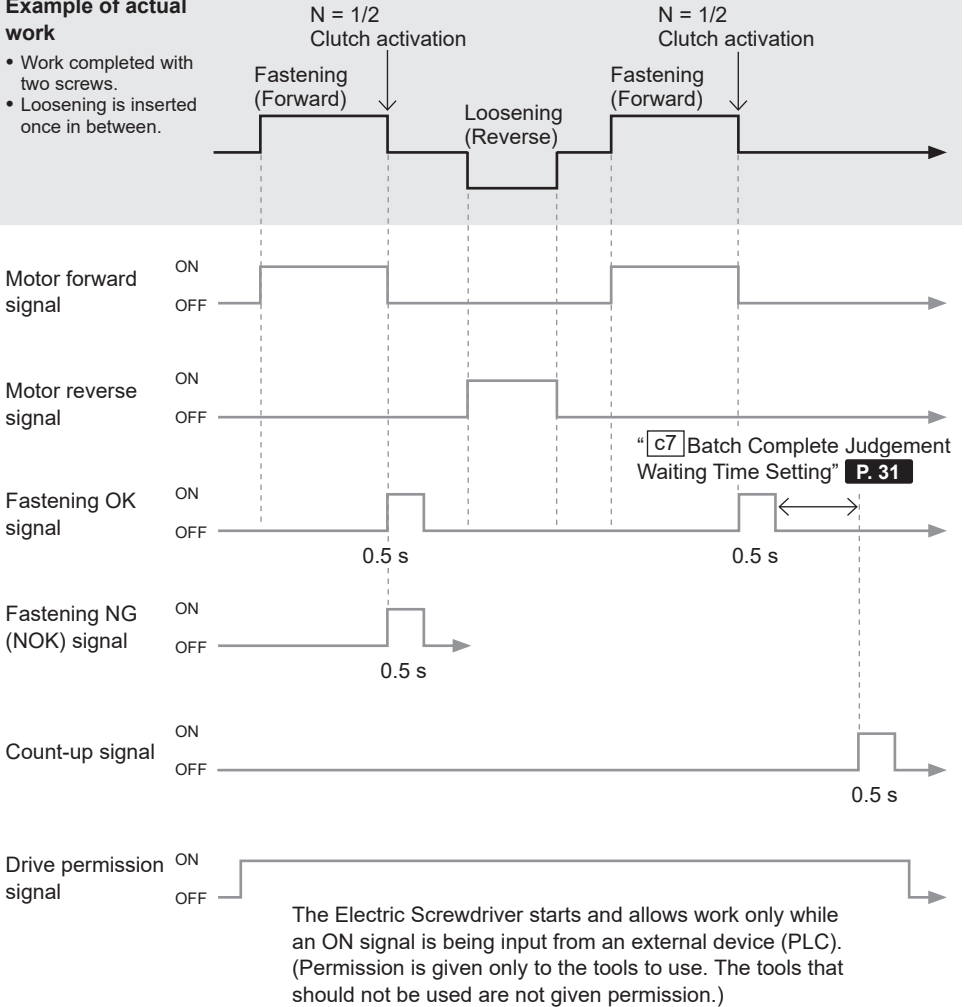 Example of actual
work
• Work completed with
two screws.
• Loosening is inserted
once in between.
N = 1/2
Clutch activation
N = 1/2
Clutch activation
Fastening
(Forward)
Loosening
(Reverse)
Fastening
(Forward)
Motor forward
signal
ON
OFF
Motor reverse
signal
ON
OFF
“c7 Batch Complete Judgement
Waiting Time Setting” P. 31
Fastening OK
signal
ON
OFF
0.5 s
0.5 s
Fastening NG
(NOK) signal
ON
OFF
0.5 s
Count-up signal
ON
OFF
0.5 s
Drive permission
signal
ON
OFF
The Electric Screwdriver starts and allows work only while
an ON signal is being input from an external device (PLC).
(Permission is given only to the tools to use. The tools that
should not be used are not given permission.)